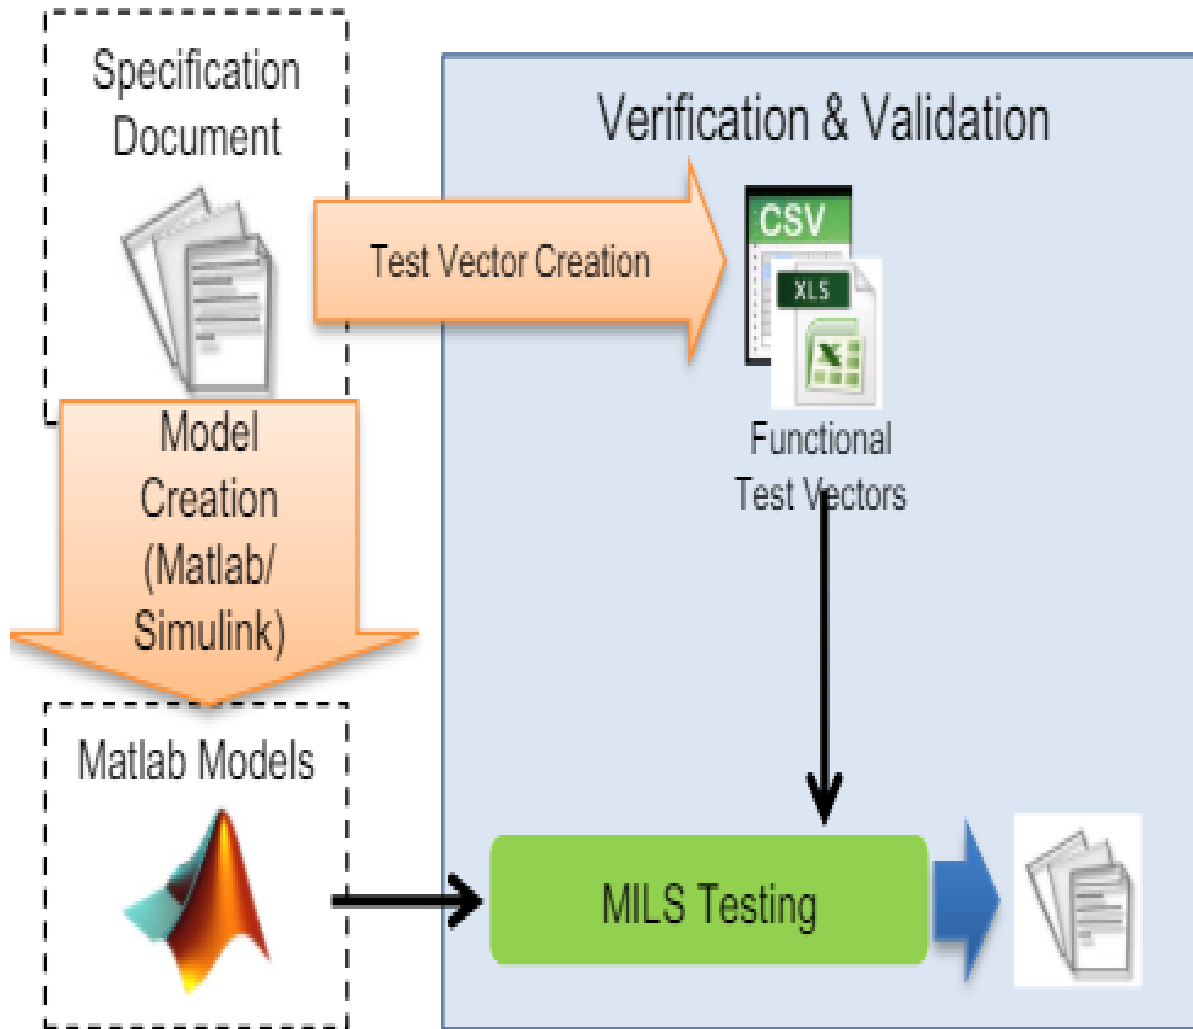 Specification
Document
Verification & Validation
Test Vector Creation
CSV
XLS
X
Functional
Test Vectors
Model
Creation
(Matlab/
Simulink)
Matlab Models
MILS Testing